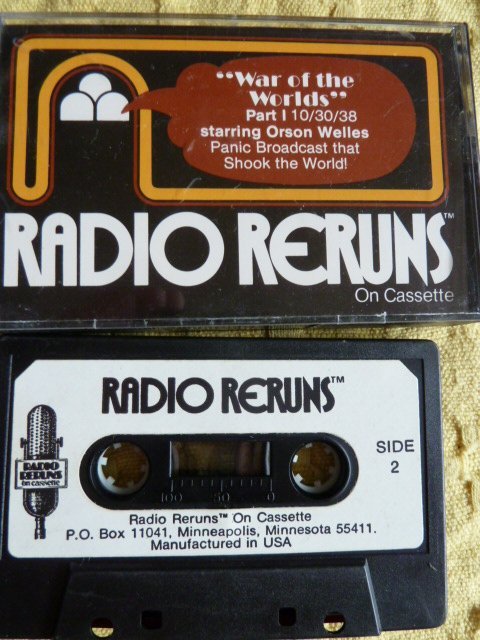 “War of the
Worlds”
Part I 10/30/38
starring Orson Welles
Panic Broadcast that
Shook the World!
RADIO RERUNS™
On Cassette
RADIO RERUNS™
RADIO
RERUNS
on cassette
SIDE
2
100 50 0
Radio Reruns™ On Cassette
P.O. Box 11041, Minneapolis, Minnesota 55411.
Manufactured in USA